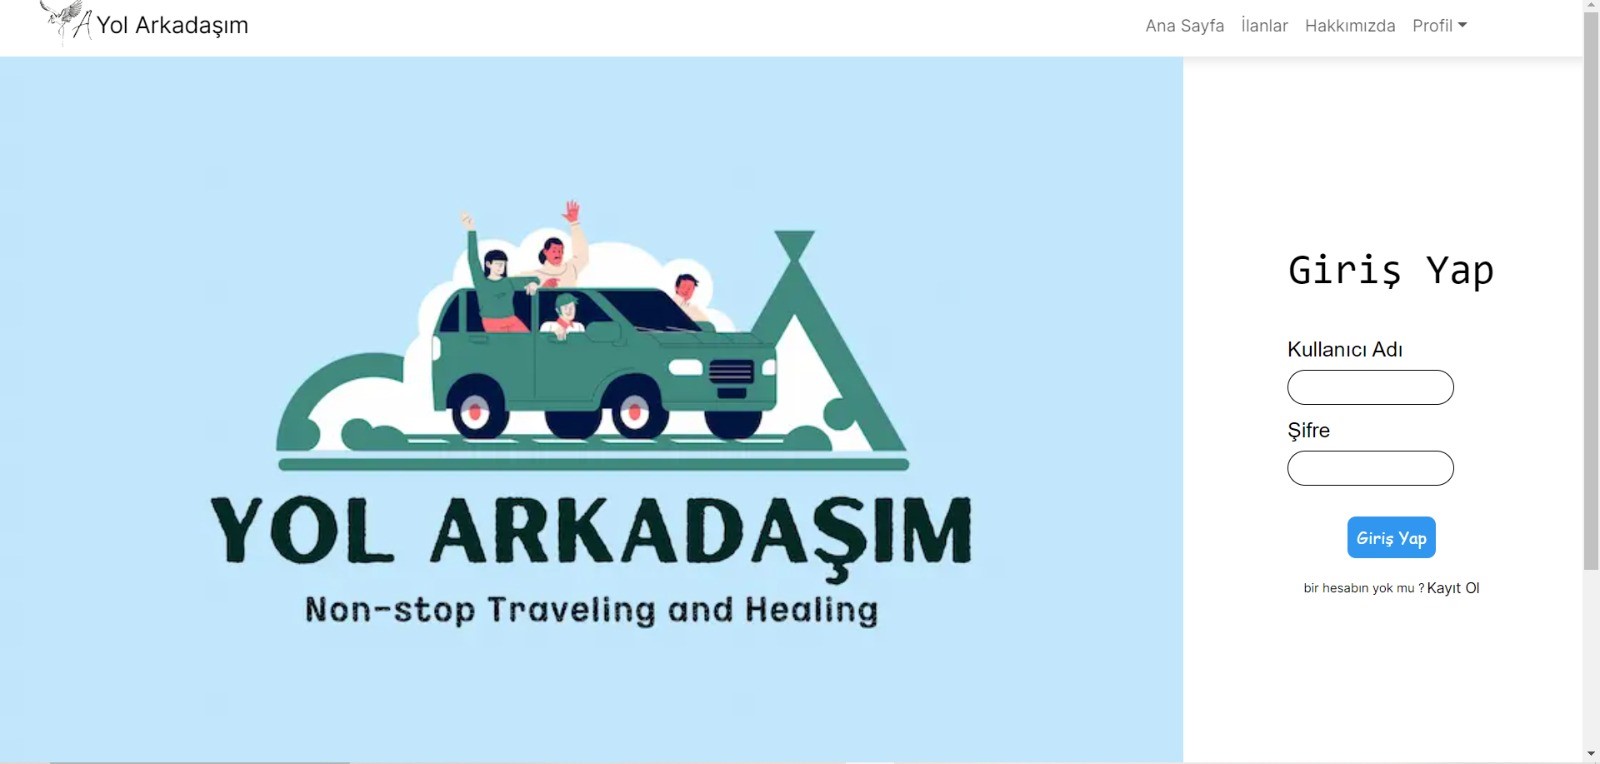 Yol Arkadaşım
Ana Sayfa İlanlar Hakkımızda Profil
YOL ARKADAŞIM
Non-stop Traveling and Healing
Giriş Yap
Kullanıcı Adı
Şifre
Giriş Yap
bir hesabın yok mu ? Kayıt Ol